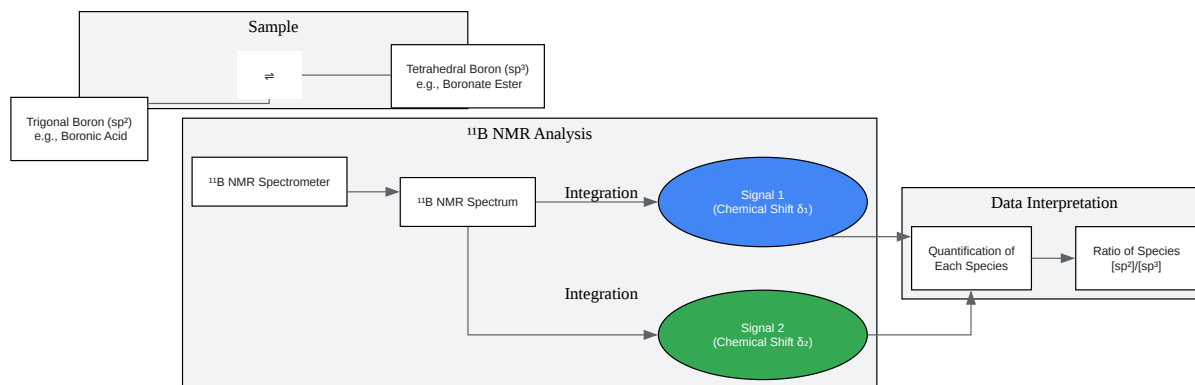 Sample
⇌
Tetrahedral Boron (sp³)
e.g., Boronate Ester
Trigonal Boron (sp²)
e.g., Boronic Acid
¹¹B NMR Analysis
¹¹B NMR Spectrometer
¹¹B NMR Spectrum
Integration
Signal 1
(Chemical Shift δ₁)
Integration
Signal 2
(Chemical Shift δ₂)
Data Interpretation
Quantification of
Each Species
Ratio of Species
[sp²]/[sp³]